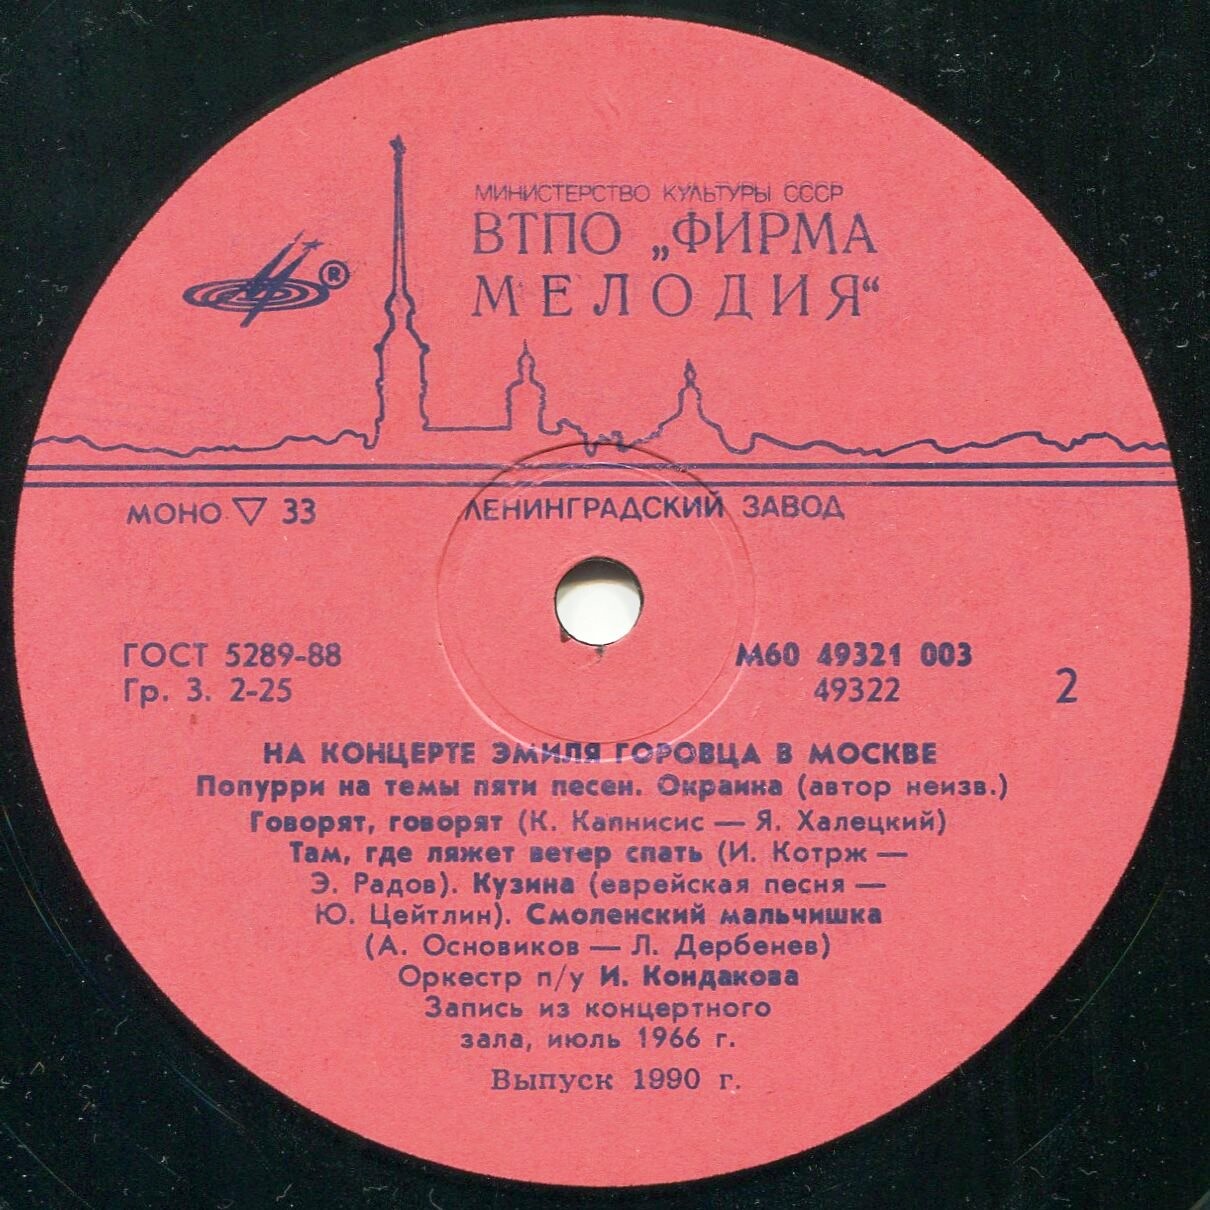 МИНИСТЕРСТВО КУЛЬТУРЫ СССР
ВТПО „ФИРМА
МЕЛОДИЯ“
®
МОНО ▽ 33 ЛЕНИНГРАДСКИЙ ЗАВОД
ГОСТ 5289-88 М60 49321 003
Гр. 3. 2-25 49322 2
НА КОНЦЕРТЕ ЭМИЛЯ ГОРОВЦА В МОСКВЕ
Попурри на темы пяти песен. Окраина (автор неизв.)
Говорят, говорят (К. Капнисис — Я. Халецкий)
Там, где ляжет ветер спать (И. Котрж —
Э. Радов). Кузина (еврейская песня —
Ю. Цейтлин). Смоленский мальчишка
(А. Основиков — Л. Дербенев)
Оркестр п/у И. Кондакова
Запись из концертного
зала, июль 1966 г.
Выпуск 1990 г.